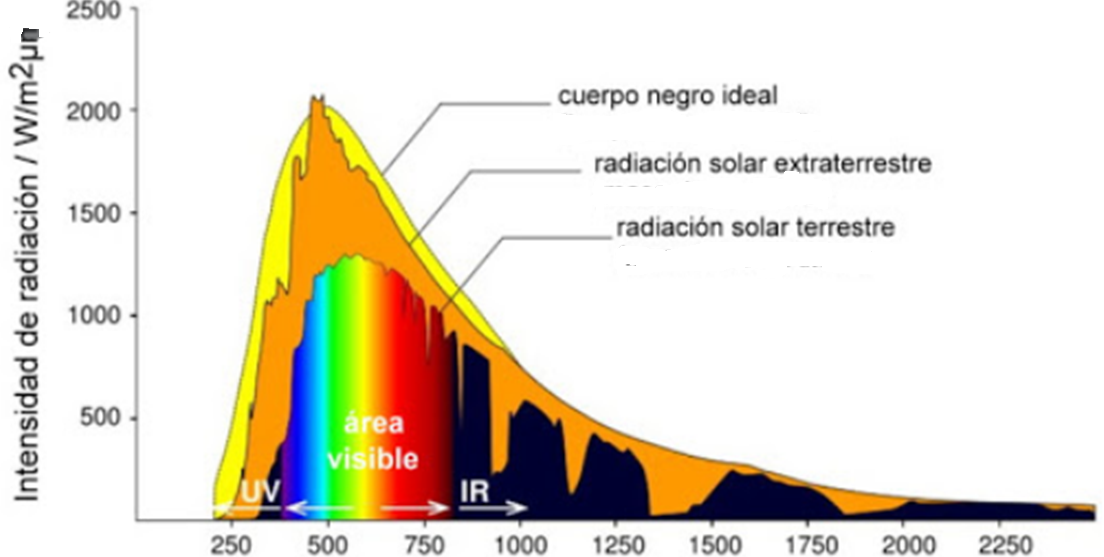 2500
2000
1500
1000
500
Intensidad de radiación / W/m2µm
cuerpo negro ideal
radiación solar extraterrestre
radiación solar terrestre
área
visible
UV
IR
250 500 750 1000 1250 1500 1750 2000 2250